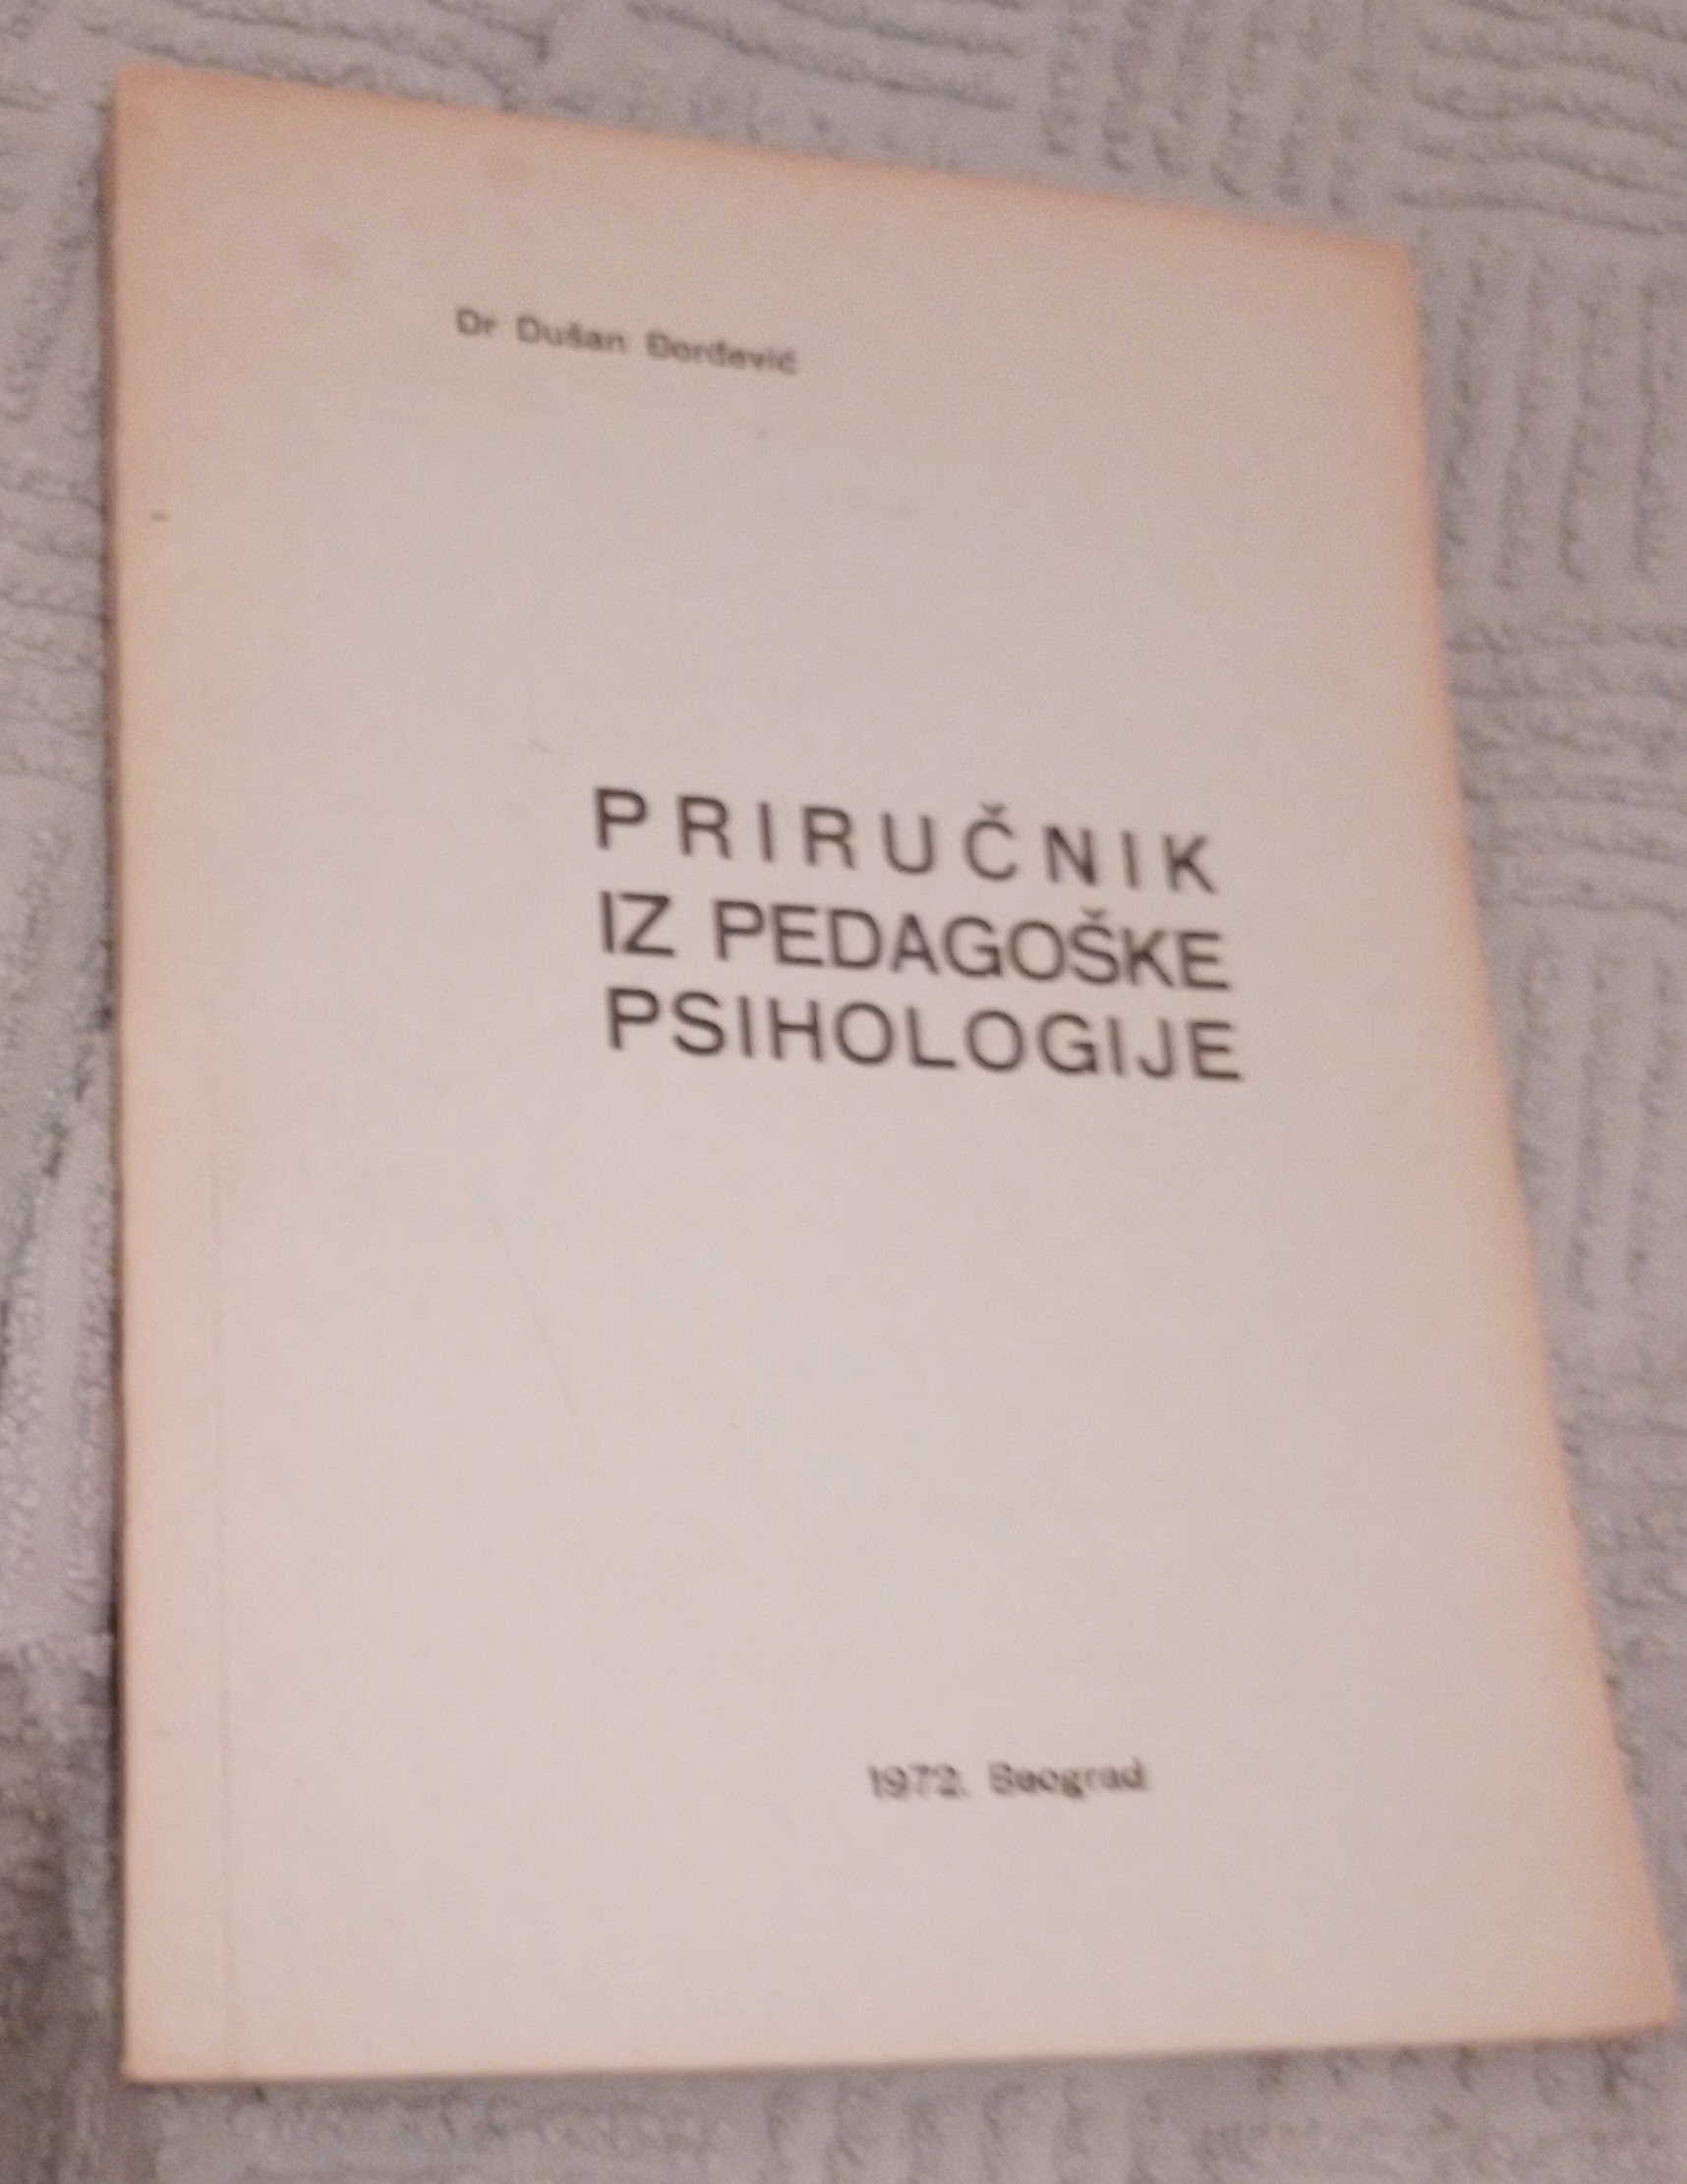 Dr Dušan Đorđević
PRIRUČNIK
IZ PEDAGOŠKE
PSIHOLOGIJE
1972. Beograd